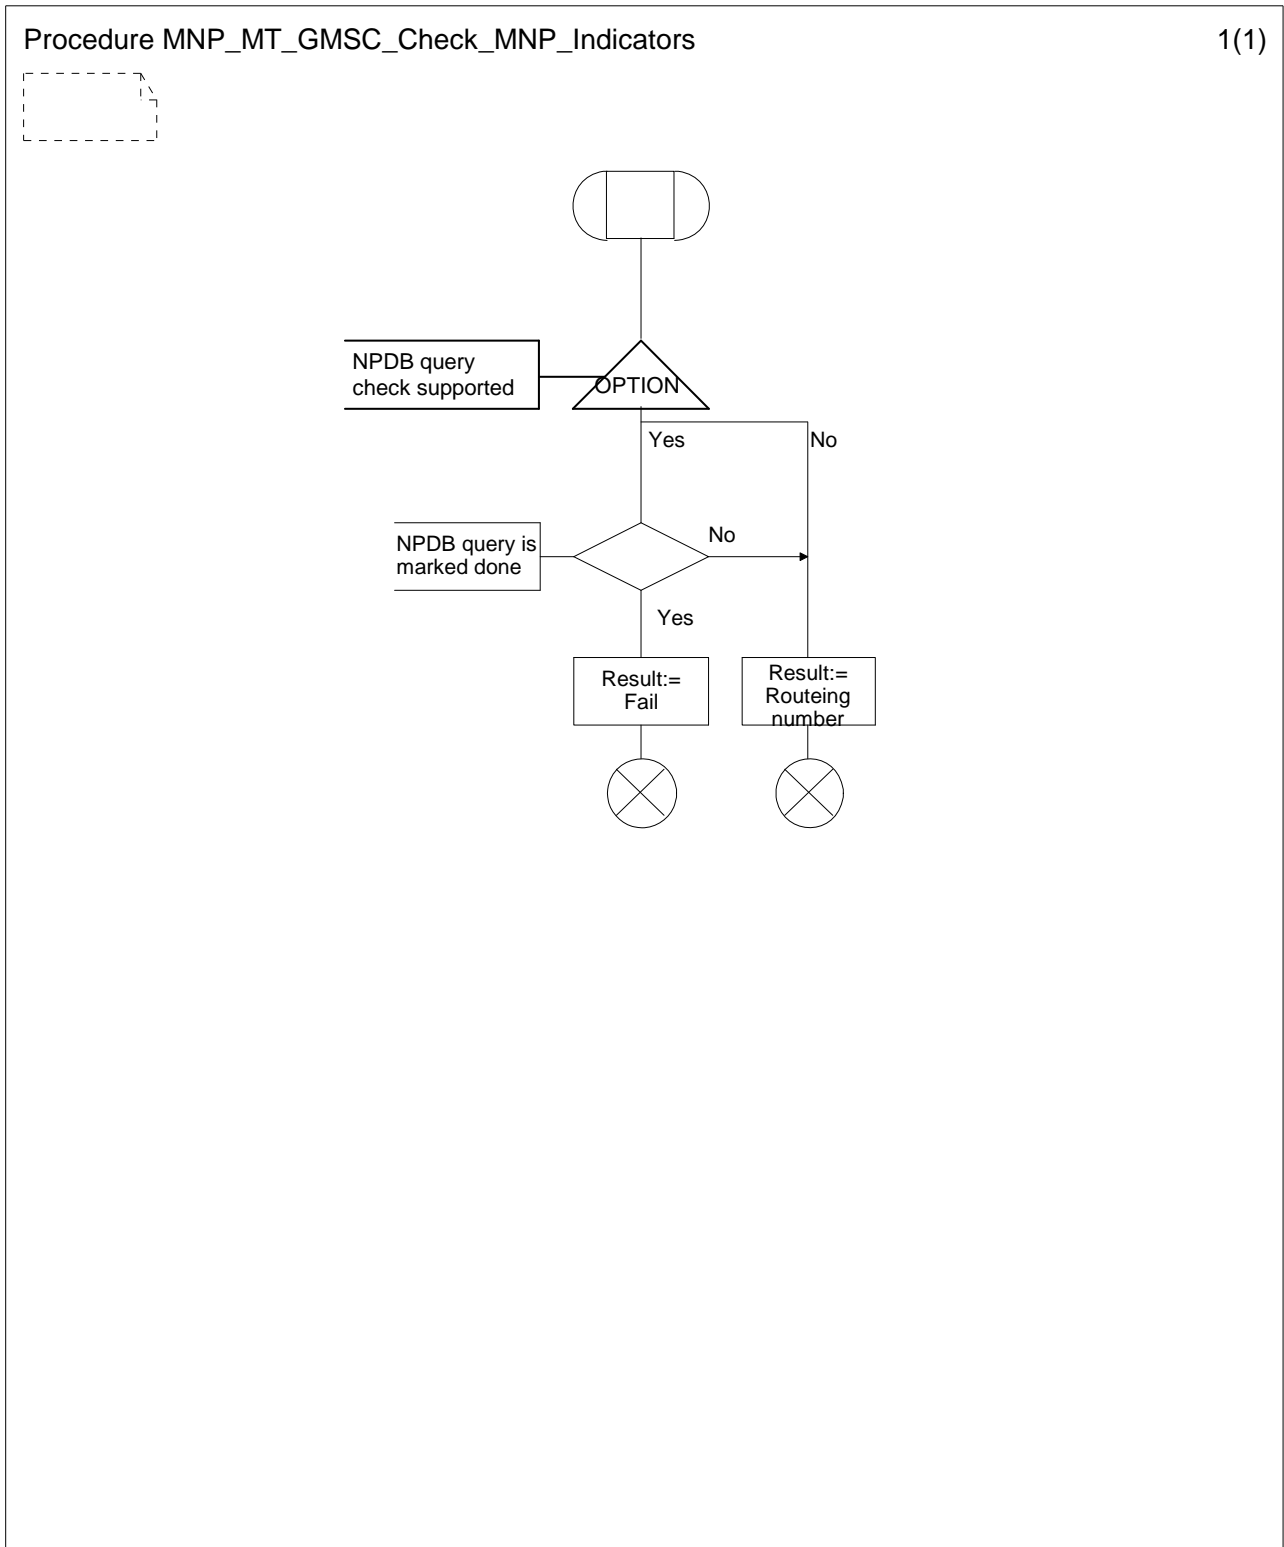 Procedure MNP_MT_GMSC_Check_MNP_Indicators
1(1)
NPDB query
check supported
OPTION
Yes
No
NPDB query is
marked done
No
Yes
Result:=
Fail
Result:=
Routeing
number